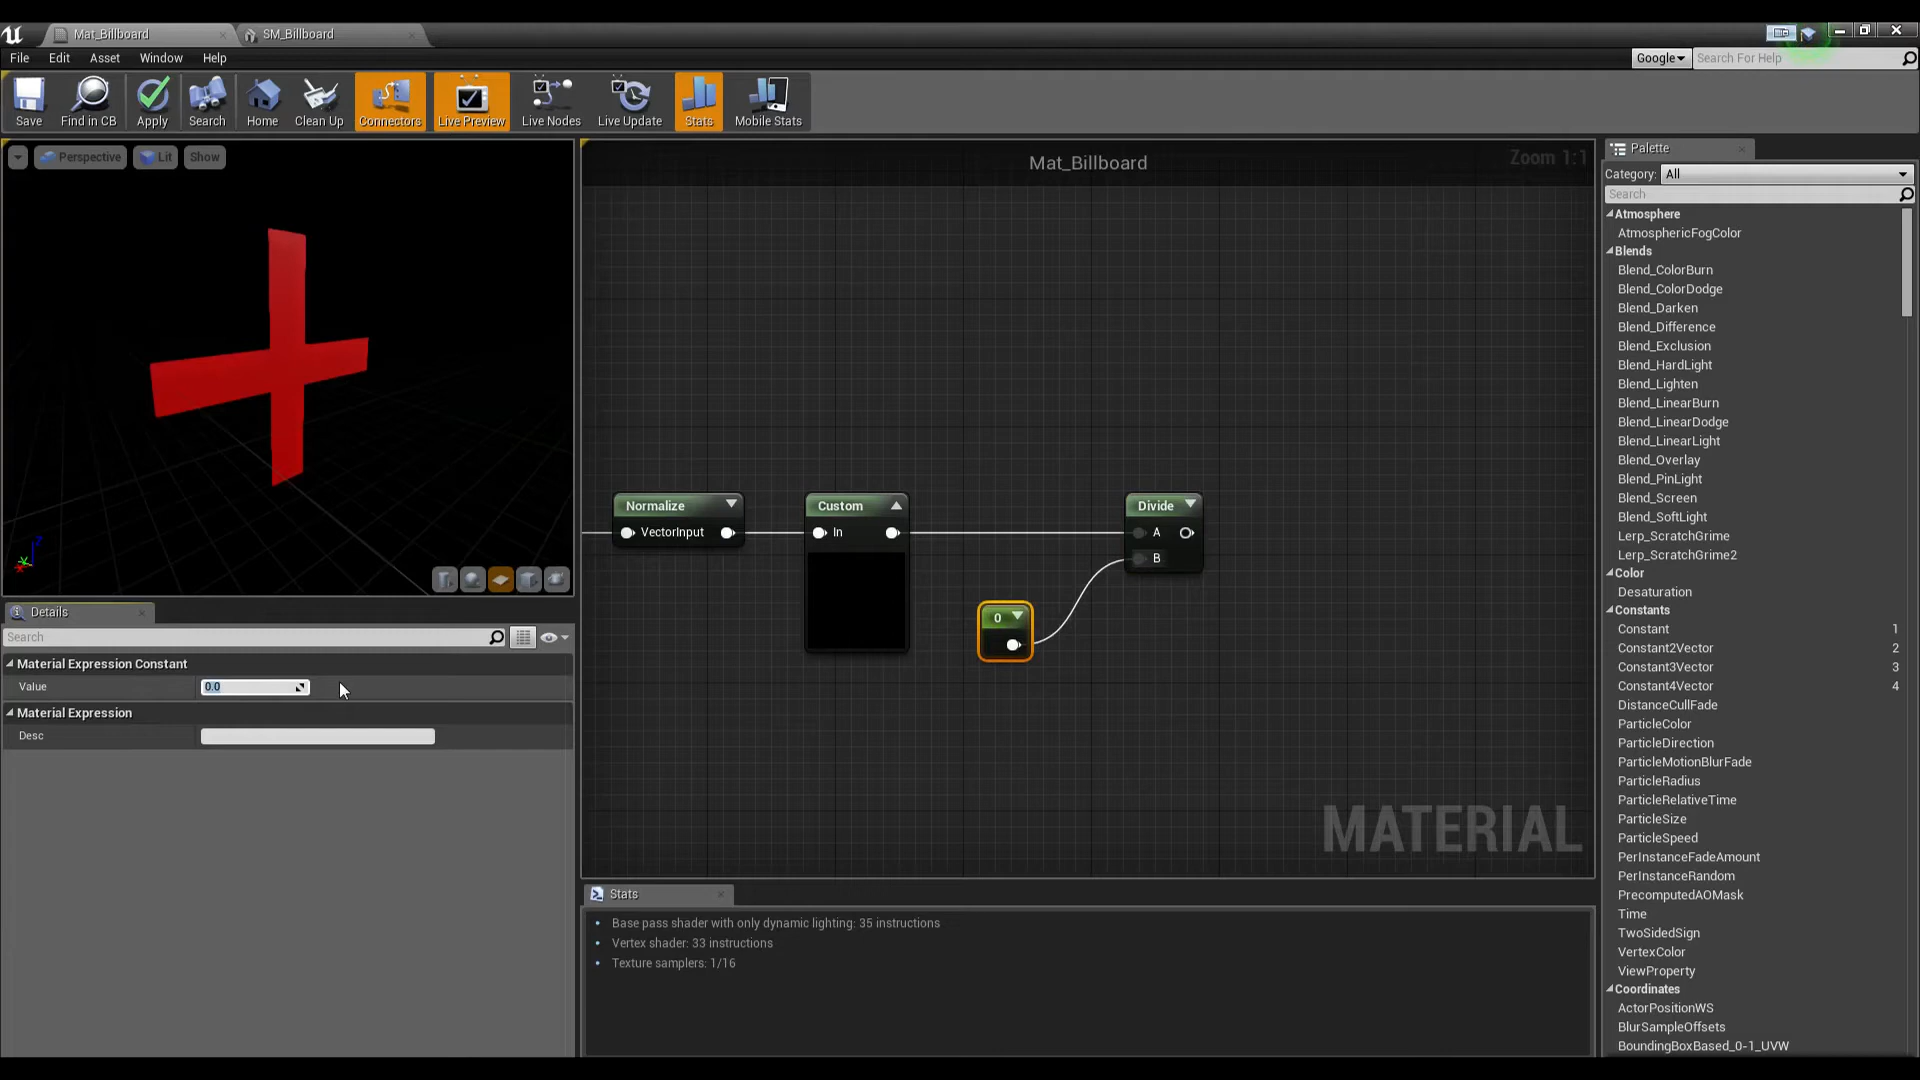 Mat_Billboard
SM_Billboard
File Edit Asset Window Help
Google
Search For Help
Save
Find in CB
Apply
Search
Home
Clean Up
Connectors
Live Preview
Live Nodes
Live Update
Stats
Mobile Stats
Perspective
Lit
Show
Z
Mat_Billboard
Zoom 1:1
Normalize
VectorInput
Custom
In
Divide
A
B
0
MATERIAL
Details
Search
Material Expression Constant
Value 0.0
Material Expression
Desc
Stats
Base pass shader with only dynamic lighting: 35 instructions
Vertex shader: 33 instructions
Texture samplers: 1/16
Palette
Category: All
Search
Atmosphere
AtmosphericFogColor
Blends
Blend_ColorBurn
Blend_ColorDodge
Blend_Darken
Blend_Difference
Blend_Exclusion
Blend_HardLight
Blend_Lighten
Blend_LinearBurn
Blend_LinearDodge
Blend_LinearLight
Blend_Overlay
Blend_PinLight
Blend_Screen
Blend_SoftLight
Lerp_ScratchGrime
Lerp_ScratchGrime2
Color
Desaturation
Constants
Constant 1
Constant2Vector 2
Constant3Vector 3
Constant4Vector 4
DistanceCullFade
ParticleColor
ParticleDirection
ParticleMotionBlurFade
ParticleRadius
ParticleRelativeTime
ParticleSize
ParticleSpeed
PerInstanceFadeAmount
PerInstanceRandom
PrecomputedAOMask
Time
TwoSidedSign
VertexColor
ViewProperty
Coordinates
ActorPositionWS
BlurSampleOffsets
BoundingBoxBased_0-1_UVW